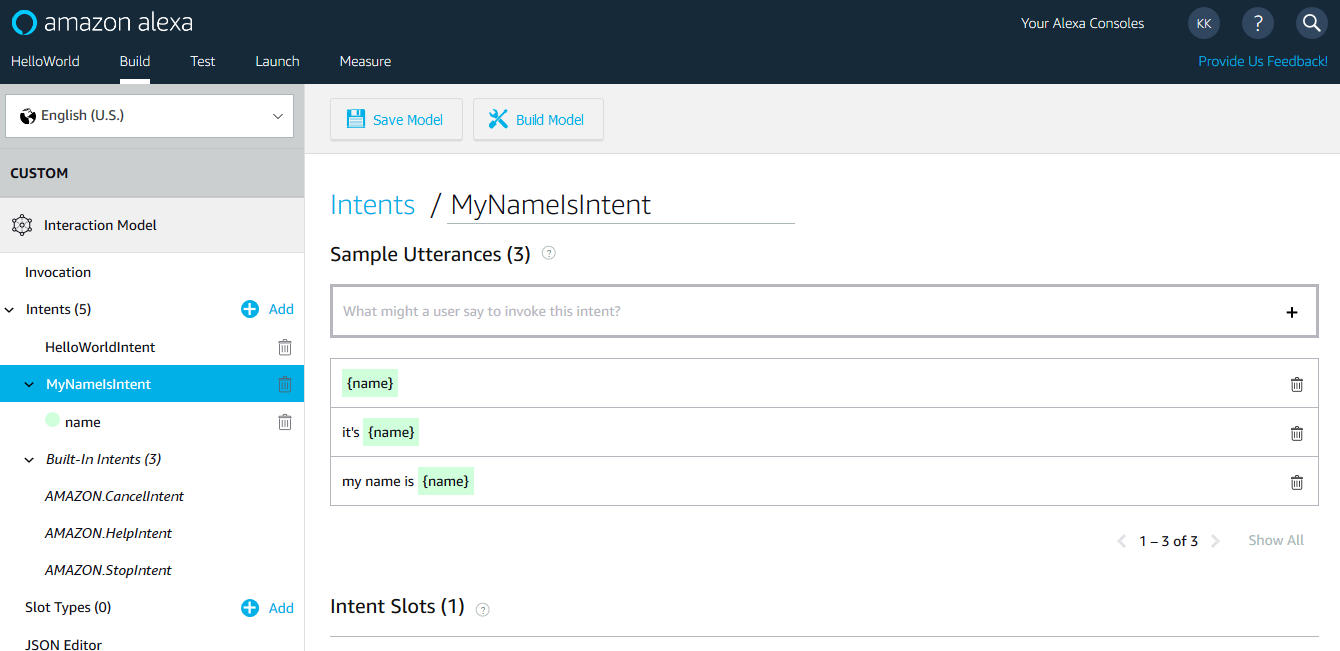 amazon alexa
Your Alexa Consoles
KK
?
HelloWorld
Build
Test
Launch
Measure
Provide Us Feedback!
English (U.S.)
Save Model
Build Model
CUSTOM
Interaction Model
Invocation
Intents (5)
Add
HelloWorldIntent
MyNameIsIntent
name
Built-In Intents (3)
AMAZON.CancelIntent
AMAZON.HelpIntent
AMAZON.StopIntent
Slot Types (0)
Add
JSON Editor
Intents / MyNameIsIntent
Sample Utterances (3) ?
What might a user say to invoke this intent?
{name}
it's {name}
my name is {name}
1 – 3 of 3
Show All
Intent Slots (1) ?